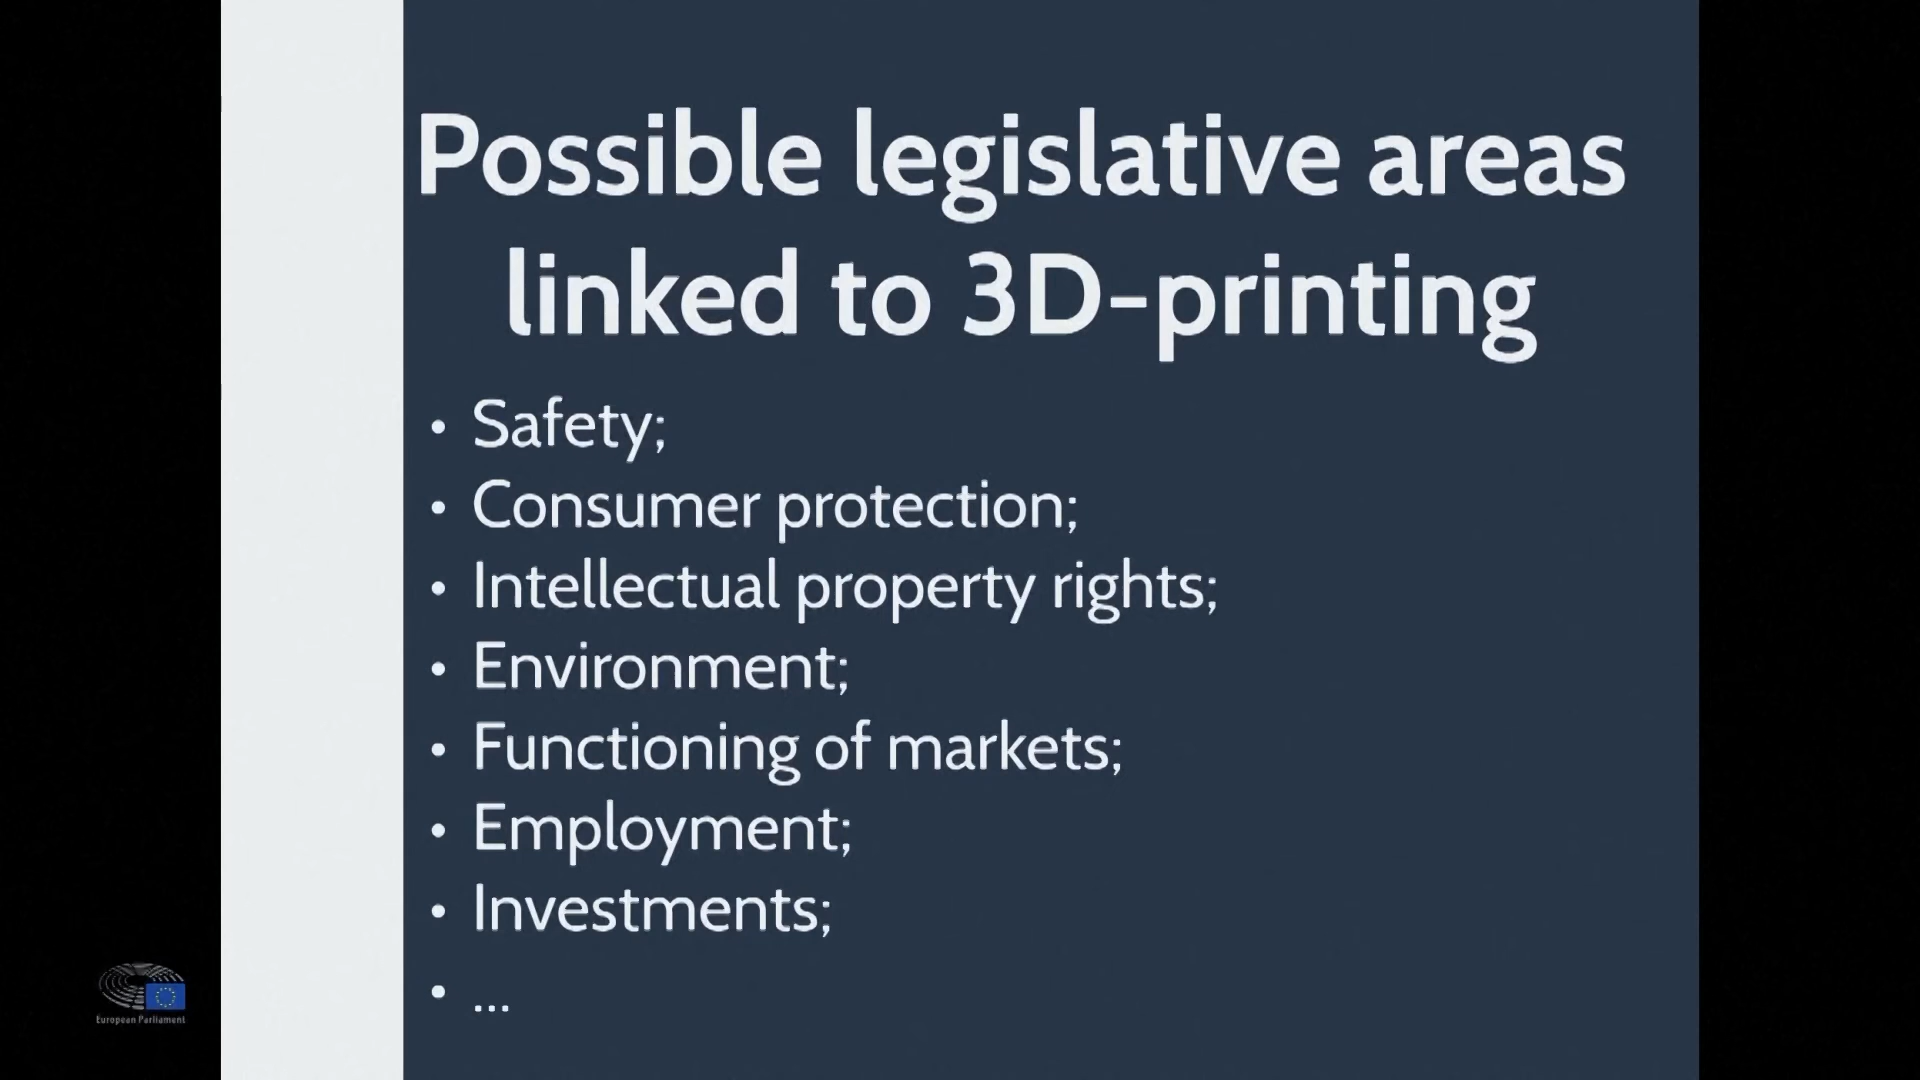 Possible legislative areas
linked to 3D-printing
• Safety;
• Consumer protection;
• Intellectual property rights;
• Environment;
• Functioning of markets;
• Employment;
• Investments;
• ...
European Parliament